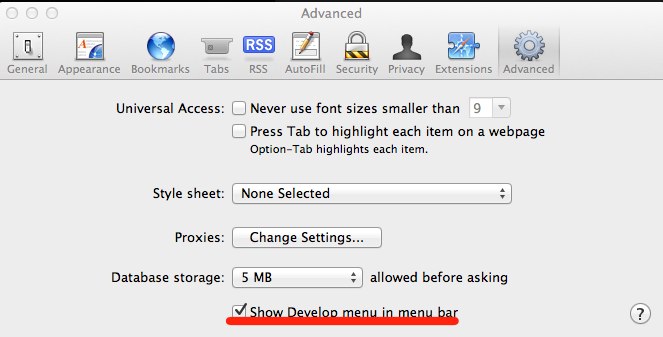 Advanced
General Appearance Bookmarks Tabs RSS RSS AutoFill Security Privacy Extensions Advanced
Universal Access: Never use font sizes smaller than 9
Press Tab to highlight each item on a webpage
Option-Tab highlights each item.
Style sheet: None Selected
Proxies: Change Settings...
Database storage: 5 MB allowed before asking
Show Develop menu in menu bar ?